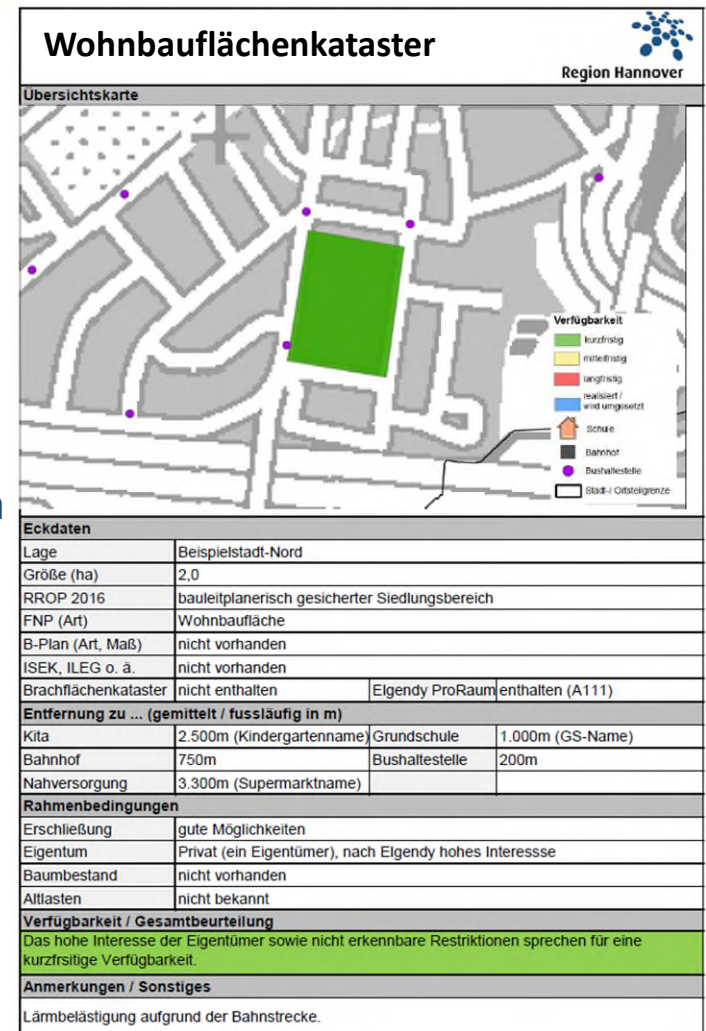 Wohnbauflächenkataster
Region Hannover
Übersichtskarte
Verfügbarkeit
kurzfristig
mittelfristig
langfristig
realisiert /
wird umgesetzt
Schule
Bahnhof
Bushaltestelle
Stadt-/ Ortsteilgrenze
Eckdaten
Lage Beispielstadt-Nord
Größe (ha) 2,0
RROP 2016 bauleitplanerisch gesicherter Siedlungsbereich
FNP (Art) Wohnbaufläche
B-Plan (Art, Maß) nicht vorhanden
ISEK, ILEG o. ä. nicht vorhanden
Brachflächenkataster nicht enthalten Elgendy ProRaum enthalten (A111)
Entfernung zu ... (gemittelt / fussläufig in m)
Kita 2.500m (Kindergartenname) Grundschule 1.000m (GS-Name)
Bahnhof 750m Bushaltestelle 200m
Nahversorgung 3.300m (Supermarktname)
Rahmenbedingungen
Erschließung gute Möglichkeiten
Eigentum Privat (ein Eigentümer), nach Elgendy hohes Interessse
Baumbestand nicht vorhanden
Altlasten nicht bekannt
Verfügbarkeit / Gesamtbeurteilung
Das hohe Interesse der Eigentümer sowie nicht erkennbare Restriktionen sprechen für eine
kurzfrsitige Verfügbarkeit.
Anmerkungen / Sonstiges
Lärmbelästigung aufgrund der Bahnstrecke.